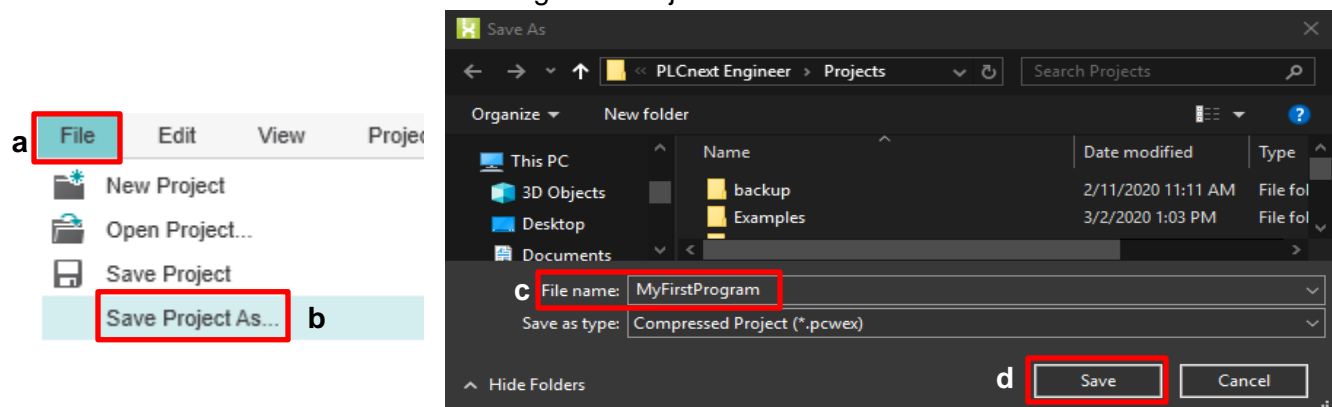 a File Edit View Projec
New Project
Open Project...
Save Project
Save Project As... b
Save As
« PLCnext Engineer > Projects
Search Projects
Organize New folder
?
This PC
3D Objects
Desktop
Documents
Name Date modified Type
backup 2/11/2020 11:11 AM File fol
Examples 3/2/2020 1:03 PM File fol
c File name: MyFirstProgram
Save as type: Compressed Project (*.pcwex)
Hide Folders
d Save Cancel